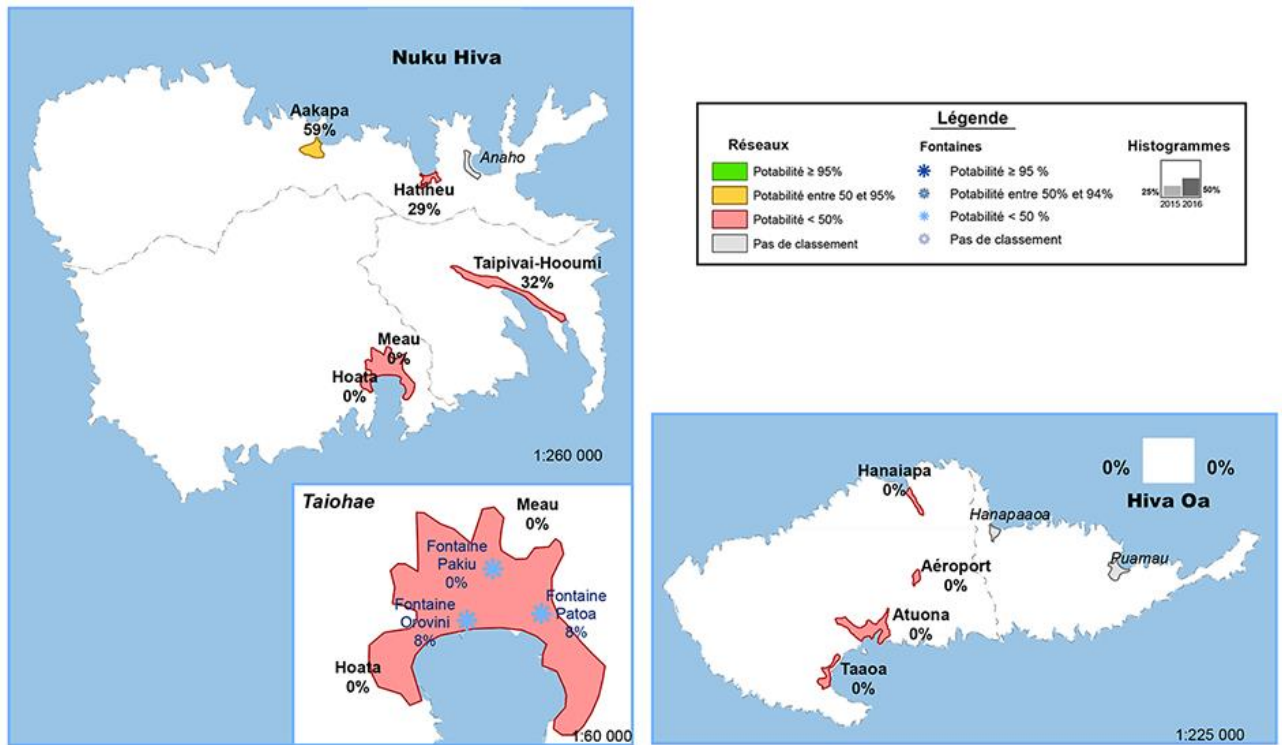 Nuku Hiva
Aakapa
59%
Anaho
Hatiheu
29%
Taipivai-Hooumi
32%
Meau
0%
Hoata
0%
1:260 000
Taiohae
Meau
0%
Fontaine
Pakiu
0%
Fontaine
Orovini
8%
Fontaine
Patoa
8%
Hoata
0%
1:60 000
Légende
Réseaux
Potabilité ≥ 95%
Potabilité entre 50 et 95%
Potabilité < 50%
Pas de classement
Fontaines
Potabilité ≥ 95 %
Potabilité entre 50% et 94%
Potabilité < 50 %
Pas de classement
Histogrammes
25%
50%
2015 2016
0%
0%
Hiva Oa
Hanaiapa
0%
Hanapaaoa
Puamau
Aéroport
0%
Atuona
0%
Taaoa
0%
1:225 000